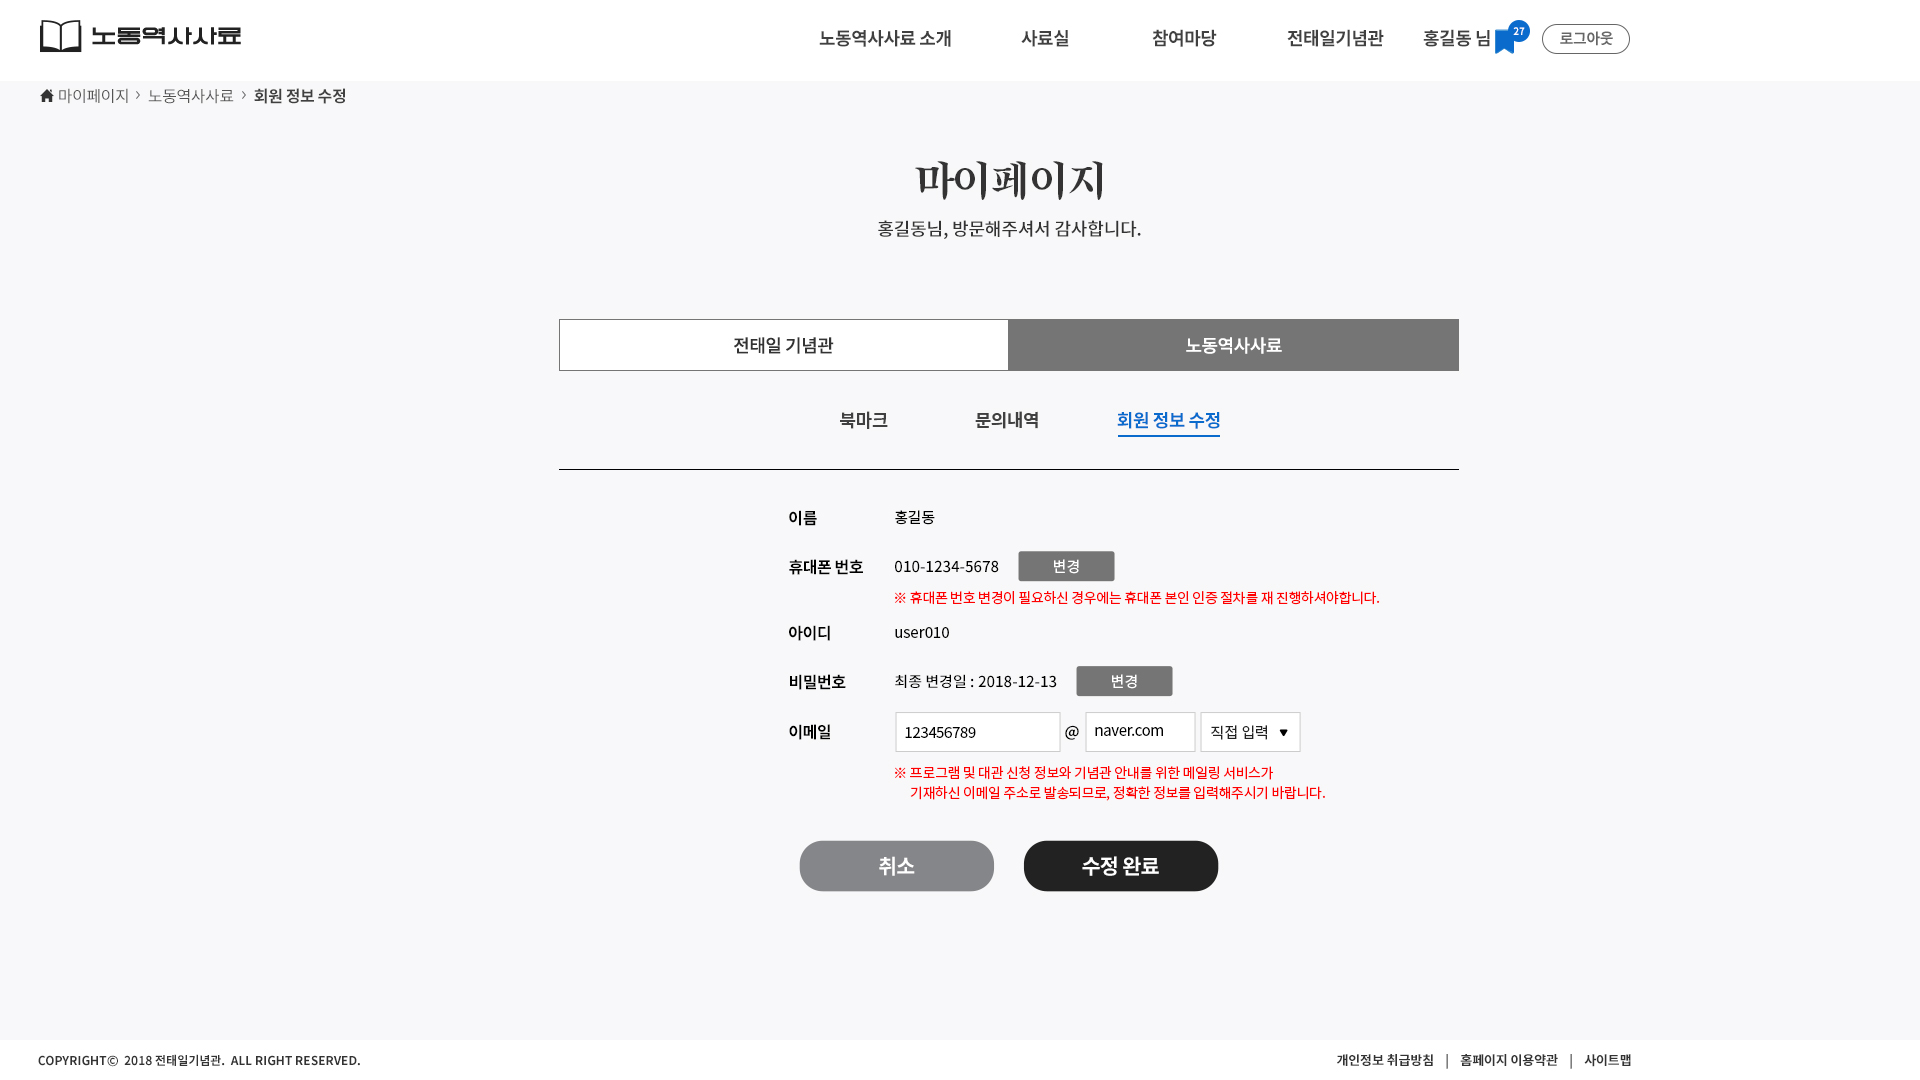 노동역사사료
노동역사사료 소개 사료실 참여마당 전태일기념관 홍길동 님 27 로그아웃
마이페이지 > 노동역사사료 > 회원 정보 수정
마이페이지
홍길동님, 방문해주셔서 감사합니다.
전태일 기념관 노동역사사료
북마크 문의내역 회원 정보 수정
이름 홍길동
휴대폰 번호 010-1234-5678 변경
※ 휴대폰 번호 변경이 필요하신 경우에는 휴대폰 본인 인증 절차를 재 진행하셔야합니다.
아이디 user010
비밀번호 최종 변경일 : 2018-12-13 변경
이메일 123456789 @ naver.com 직접 입력 ▼
※ 프로그램 및 대관 신청 정보와 기념관 안내를 위한 메일링 서비스가
기재하신 이메일 주소로 발송되므로, 정확한 정보를 입력해주시기 바랍니다.
취소 수정 완료
COPYRIGHT© 2018 전태일기념관. ALL RIGHT RESERVED. 개인정보 취급방침 | 홈페이지 이용약관 | 사이트맵